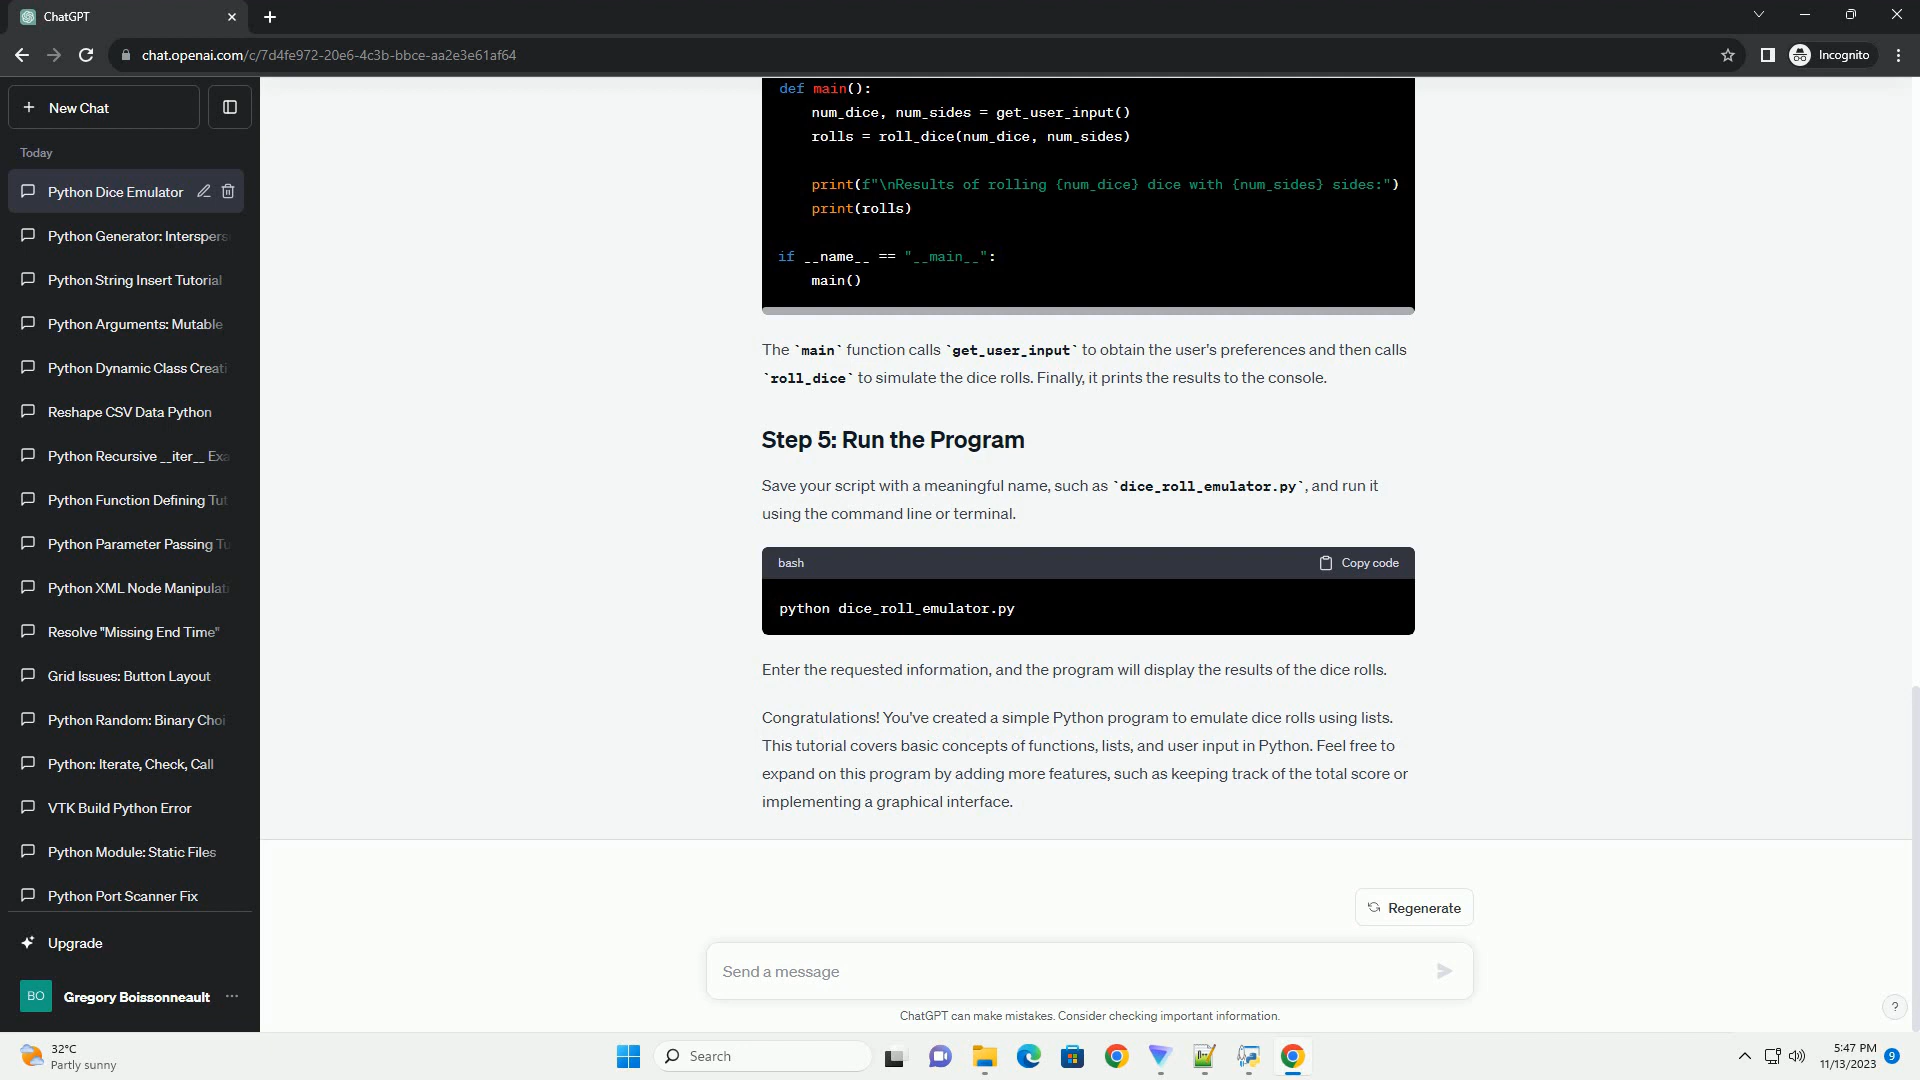 ChatGPT
chat.openai.com/c/7d4fe972-20e6-4c3b-bbce-aa2e3e61af64
Incognito
New Chat
Today
Python Dice Emulator
Python Generator: Interspers
Python String Insert Tutorial
Python Arguments: Mutable
Python Dynamic Class Creati
Reshape CSV Data Python
Python Recursive __iter__ Exa
Python Function Defining Tut
Python Parameter Passing Tu
Python XML Node Manipulati
Resolve "Missing End Time"
Grid Issues: Button Layout
Python Random: Binary Choi
Python: Iterate, Check, Call
VTK Build Python Error
Python Module: Static Files
Python Port Scanner Fix
Upgrade
BO
Gregory Boissonneault
def main():
num_dice, num_sides = get_user_input()
rolls = roll_dice(num_dice, num_sides)
print(f"\nResults of rolling {num_dice} dice with {num_sides} sides:")
print(rolls)
if __name__ == "__main__":
main()
The `main` function calls `get_user_input` to obtain the user's preferences and then calls
`roll_dice` to simulate the dice rolls. Finally, it prints the results to the console.
Step 5: Run the Program
Save your script with a meaningful name, such as `dice_roll_emulator.py`, and run it
using the command line or terminal.
bash
Copy code
python dice_roll_emulator.py
Enter the requested information, and the program will display the results of the dice rolls.
Congratulations! You've created a simple Python program to emulate dice rolls using lists.
This tutorial covers basic concepts of functions, lists, and user input in Python. Feel free to
expand on this program by adding more features, such as keeping track of the total score or
implementing a graphical interface.
Regenerate
Send a message
ChatGPT can make mistakes. Consider checking important information.
?
32°C
Partly sunny
Search
5:47 PM
11/13/2023
9